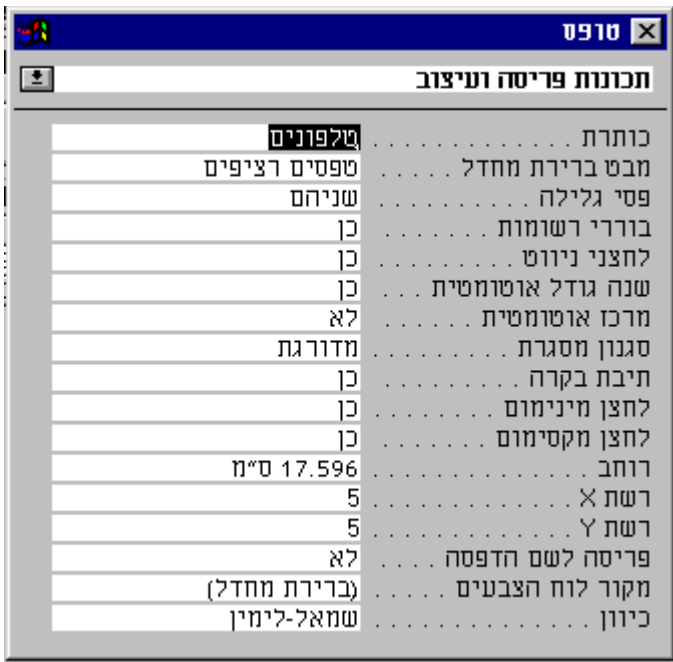 טופס
תכונות פריסה ועיצוב
כותרת . . . . . . . . . . . . . טלפונים
מבט ברירת מחדל . . . . . טפסים רציפים
פסי גלילה . . . . . . . . . . שניהם
בוררי רשומות . . . . . . . כן
לחצני ניווט . . . . . . . . . כן
שנה גודל אוטומטית . . . כן
מרכז אוטומטית . . . . . . לא
סגנון מסגרת . . . . . . . . . מדורגת
תיבת בקרה . . . . . . . . . כן
לחצן מינימום . . . . . . . . כן
לחצן מקסימום . . . . . . . כן
רוחב . . . . . . . . . . . . . . 17.596 ס״מ
רשת X . . . . . . . . . . . . . 5
רשת Y . . . . . . . . . . . . . 5
פריסה לשם הדפסה . . . . לא
מקור לוח הצבעים . . . . . (ברירת מחדל)
כיוון . . . . . . . . . . . . . . שמאל-לימין